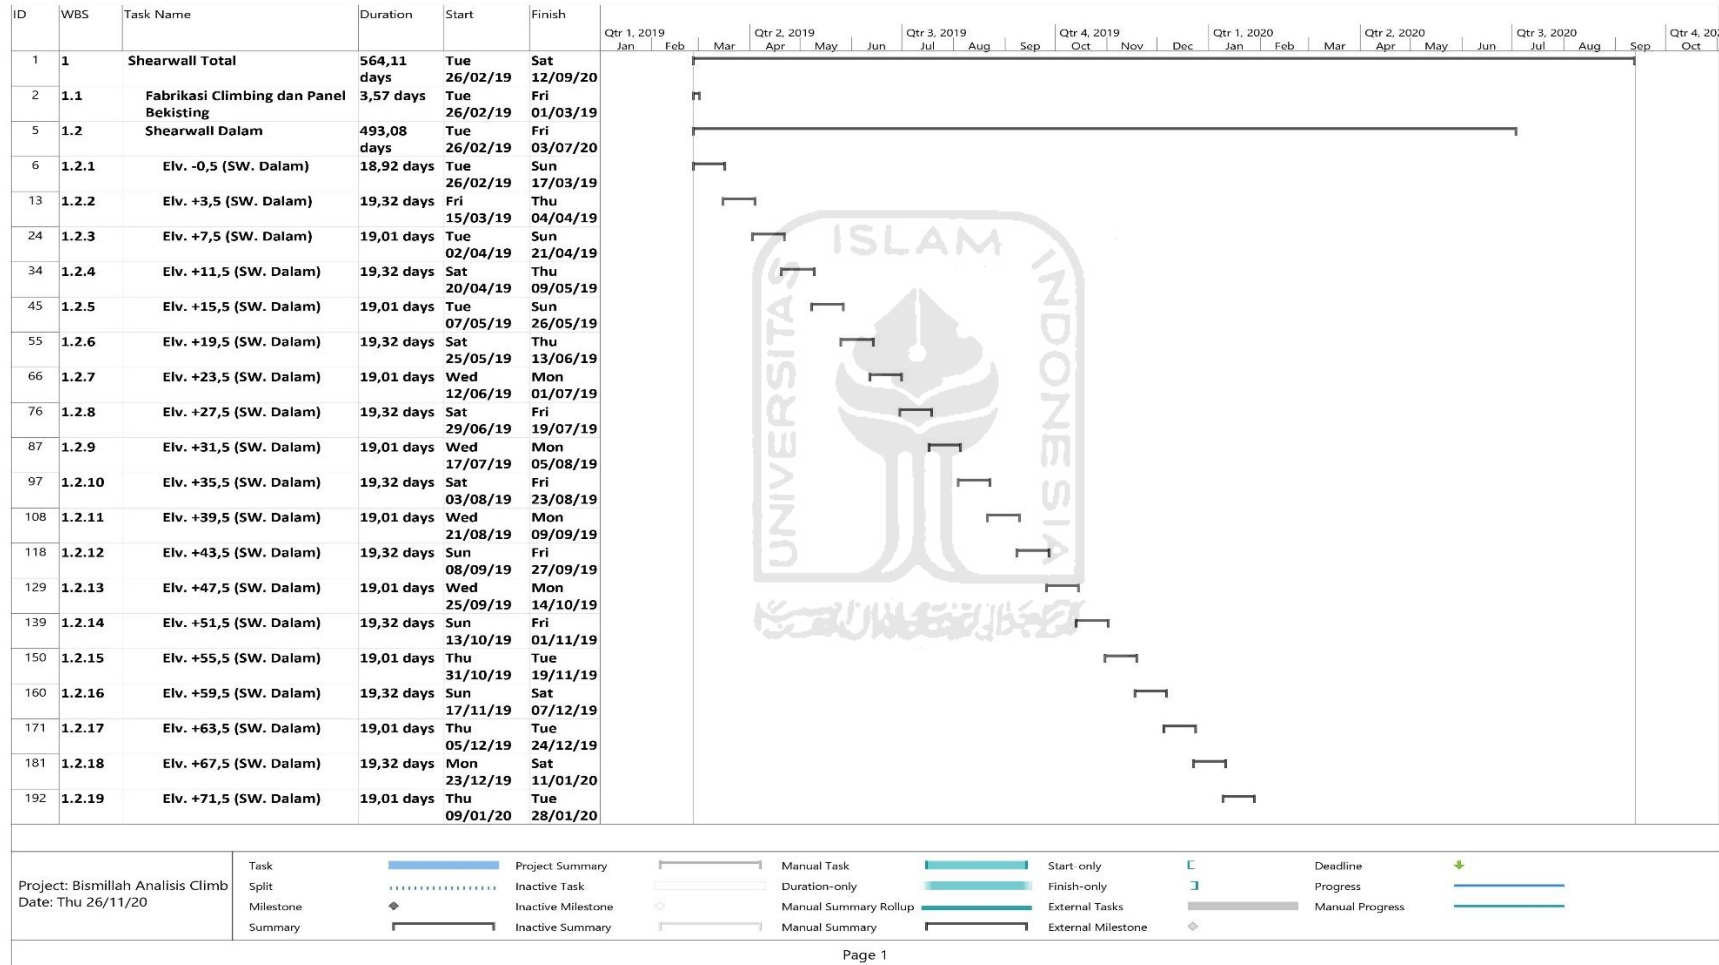 ID WBS Task Name Duration Start Finish
Qtr 1, 2019 Qtr 2, 2019 Qtr 3, 2019 Qtr 4, 2019 Qtr 1, 2020 Qtr 2, 2020 Qtr 3, 2020 Qtr 4, 20
Jan Feb Mar Apr May Jun Jul Aug Sep Oct Nov Dec Jan Feb Mar Apr May Jun Jul Aug Sep Oct
1 1 Shearwall Total 564,11 Tue Sat
days 26/02/19 12/09/20
2 1.1 Fabrikasi Climbing dan Panel 3,57 days Tue Fri
Bekisting 26/02/19 01/03/19
5 1.2 Shearwall Dalam 493,08 Tue Fri
days 26/02/19 03/07/20
6 1.2.1 Elv. -0,5 (SW. Dalam) 18,92 days Tue Sun
26/02/19 17/03/19
13 1.2.2 Elv. +3,5 (SW. Dalam) 19,32 days Fri Thu
15/03/19 04/04/19
24 1.2.3 Elv. +7,5 (SW. Dalam) 19,01 days Tue Sun
02/04/19 21/04/19
34 1.2.4 Elv. +11,5 (SW. Dalam) 19,32 days Sat Thu
20/04/19 09/05/19
45 1.2.5 Elv. +15,5 (SW. Dalam) 19,01 days Tue Sun
07/05/19 26/05/19
55 1.2.6 Elv. +19,5 (SW. Dalam) 19,32 days Sat Thu
25/05/19 13/06/19
66 1.2.7 Elv. +23,5 (SW. Dalam) 19,01 days Wed Mon
12/06/19 01/07/19
76 1.2.8 Elv. +27,5 (SW. Dalam) 19,32 days Sat Fri
29/06/19 19/07/19
87 1.2.9 Elv. +31,5 (SW. Dalam) 19,01 days Wed Mon
17/07/19 05/08/19
97 1.2.10 Elv. +35,5 (SW. Dalam) 19,32 days Sat Fri
03/08/19 23/08/19
108 1.2.11 Elv. +39,5 (SW. Dalam) 19,01 days Wed Mon
21/08/19 09/09/19
118 1.2.12 Elv. +43,5 (SW. Dalam) 19,32 days Sun Fri
08/09/19 27/09/19
129 1.2.13 Elv. +47,5 (SW. Dalam) 19,01 days Wed Mon
25/09/19 14/10/19
139 1.2.14 Elv. +51,5 (SW. Dalam) 19,32 days Sun Fri
13/10/19 01/11/19
150 1.2.15 Elv. +55,5 (SW. Dalam) 19,01 days Thu Tue
31/10/19 19/11/19
160 1.2.16 Elv. +59,5 (SW. Dalam) 19,32 days Sun Sat
17/11/19 07/12/19
171 1.2.17 Elv. +63,5 (SW. Dalam) 19,01 days Thu Tue
05/12/19 24/12/19
181 1.2.18 Elv. +67,5 (SW. Dalam) 19,32 days Mon Sat
23/12/19 11/01/20
192 1.2.19 Elv. +71,5 (SW. Dalam) 19,01 days Thu Tue
09/01/20 28/01/20
UNIVERSITAS
ISLAM
INDONESIA
Project: Bismillah Analisis Climb
Date: Thu 26/11/20
Task Project Summary Manual Task Start-only Deadline
Split Inactive Task Duration-only Finish-only Progress
Milestone Inactive Milestone Manual Summary Rollup External Tasks Manual Progress
Summary Inactive Summary Manual Summary External Milestone
Page 1